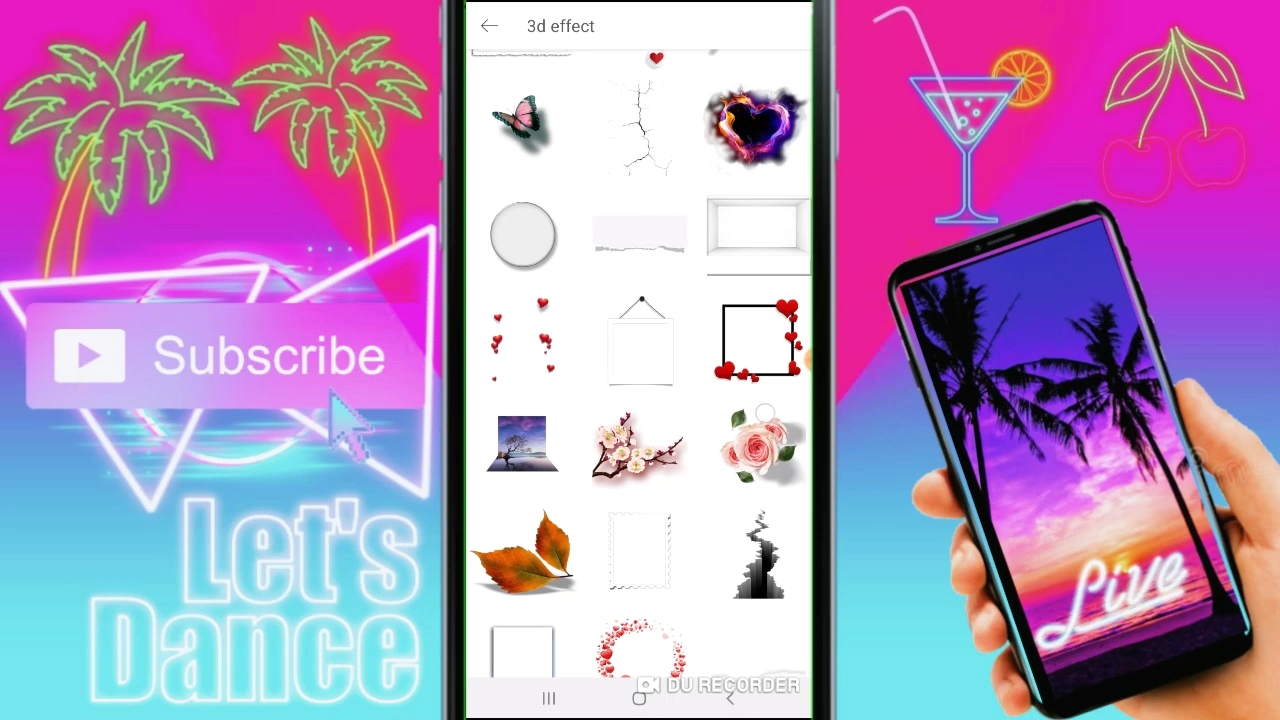 3d effect
Subscribe
Let's
Dance
Live
DU RECORDER